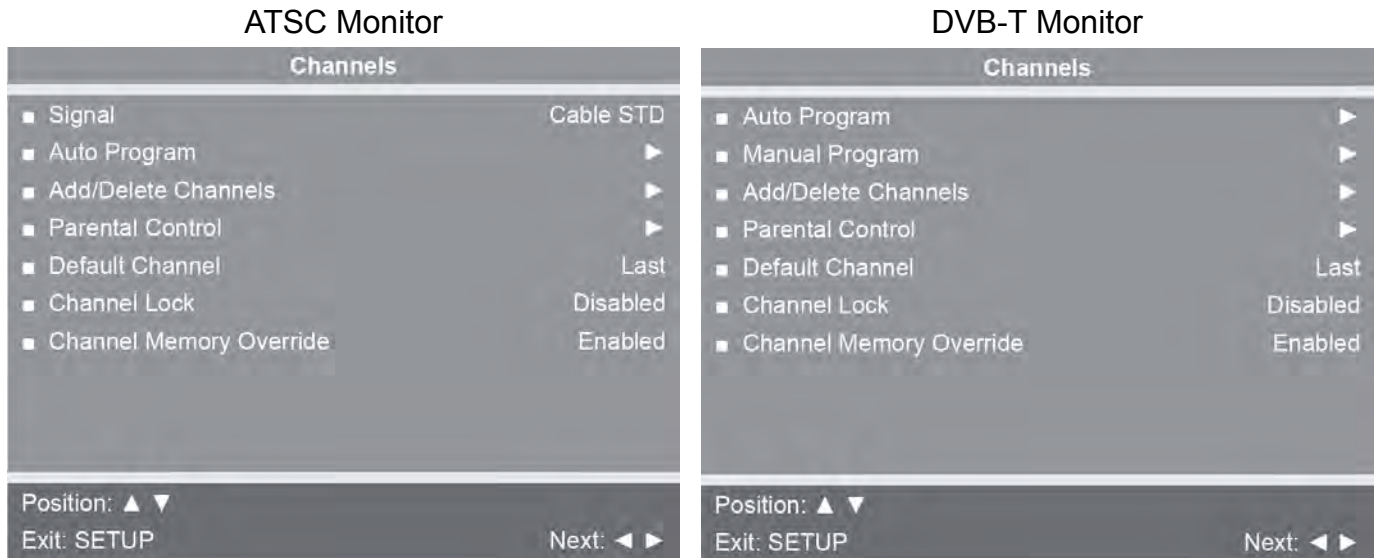 ATSC Monitor
Channels
■ Signal Cable STD
■ Auto Program ►
■ Add/Delete Channels ►
■ Parental Control ►
■ Default Channel Last
■ Channel Lock Disabled
■ Channel Memory Override Enabled
Position: ▲ ▼
Exit: SETUP Next: ◄ ►
DVB-T Monitor
Channels
■ Auto Program ►
■ Manual Program ►
■ Add/Delete Channels ►
■ Parental Control ►
■ Default Channel Last
■ Channel Lock Disabled
■ Channel Memory Override Enabled
Position: ▲ ▼
Exit: SETUP Next: ◄ ►